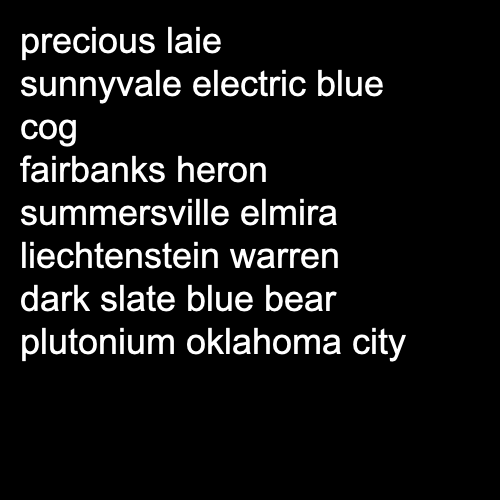 precious laie
sunnyvale electric blue
cog
fairbanks heron
summersville elmira
liechtenstein warren
dark slate blue bear
plutonium oklahoma city